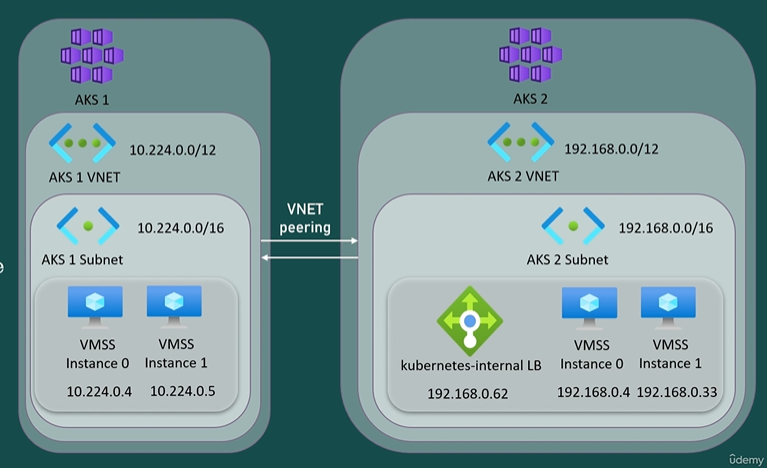 AKS 1
10.224.0.0/12
AKS 1 VNET
10.224.0.0/16
AKS 1 Subnet
VMSS
Instance 0
10.224.0.4
VMSS
Instance 1
10.224.0.5
VNET
peering
AKS 2
192.168.0.0/12
AKS 2 VNET
192.168.0.0/16
AKS 2 Subnet
kubernetes-internal LB
192.168.0.62
VMSS
Instance 0
192.168.0.4
VMSS
Instance 1
192.168.0.33
e
ûdemy